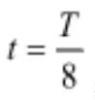 t = T/8